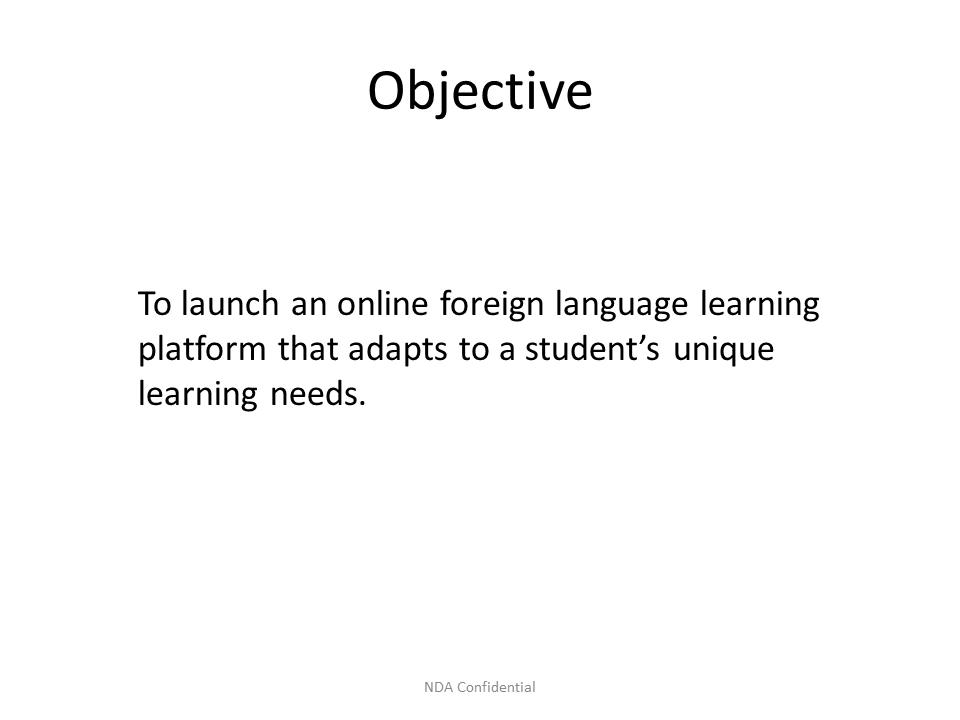 Objective
To launch an online foreign language learning
platform that adapts to a student’s unique
learning needs.
NDA Confidential